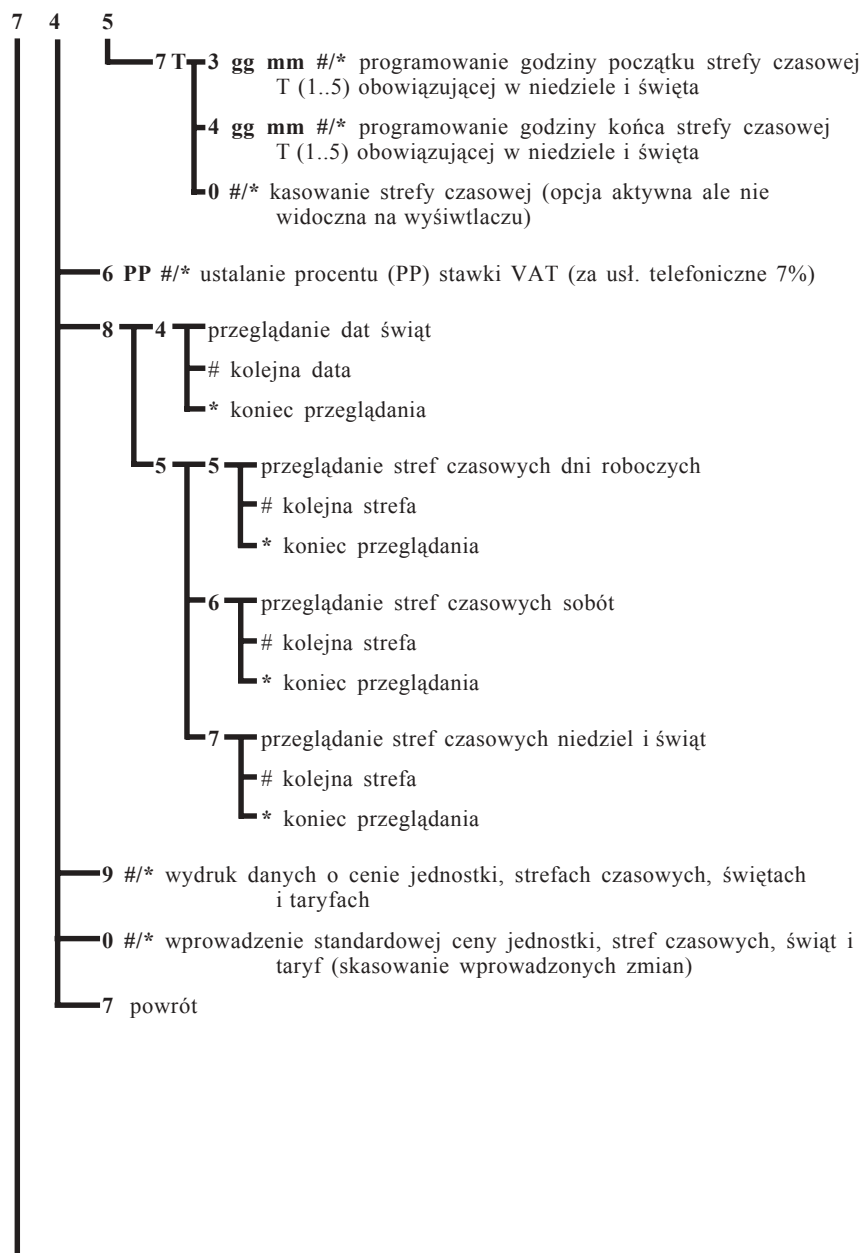 7 4 5
7 T 3 gg mm #/* programowanie godziny początku strefy czasowej
T (1..5) obowiązującej w niedziele i święta
4 gg mm #/* programowanie godziny końca strefy czasowej
T (1..5) obowiązującej w niedziele i święta
0 #/* kasowanie strefy czasowej (opcja aktywna ale nie
widoczna na wyśiwtlaczu)
6 PP #/* ustalanie procentu (PP) stawki VAT (za usł. telefoniczne 7%)
8 4 przeglądanie dat świąt
# kolejna data
* koniec przeglądania
5 5 przeglądanie stref czasowych dni roboczych
# kolejna strefa
* koniec przeglądania
6 przeglądanie stref czasowych sobót
# kolejna strefa
* koniec przeglądania
7 przeglądanie stref czasowych niedziel i świąt
# kolejna strefa
* koniec przeglądania
9 #/* wydruk danych o cenie jednostki, strefach czasowych, świętach
i taryfach
0 #/* wprowadzenie standardowej ceny jednostki, stref czasowych, świąt i
taryf (skasowanie wprowadzonych zmian)
7 powrót